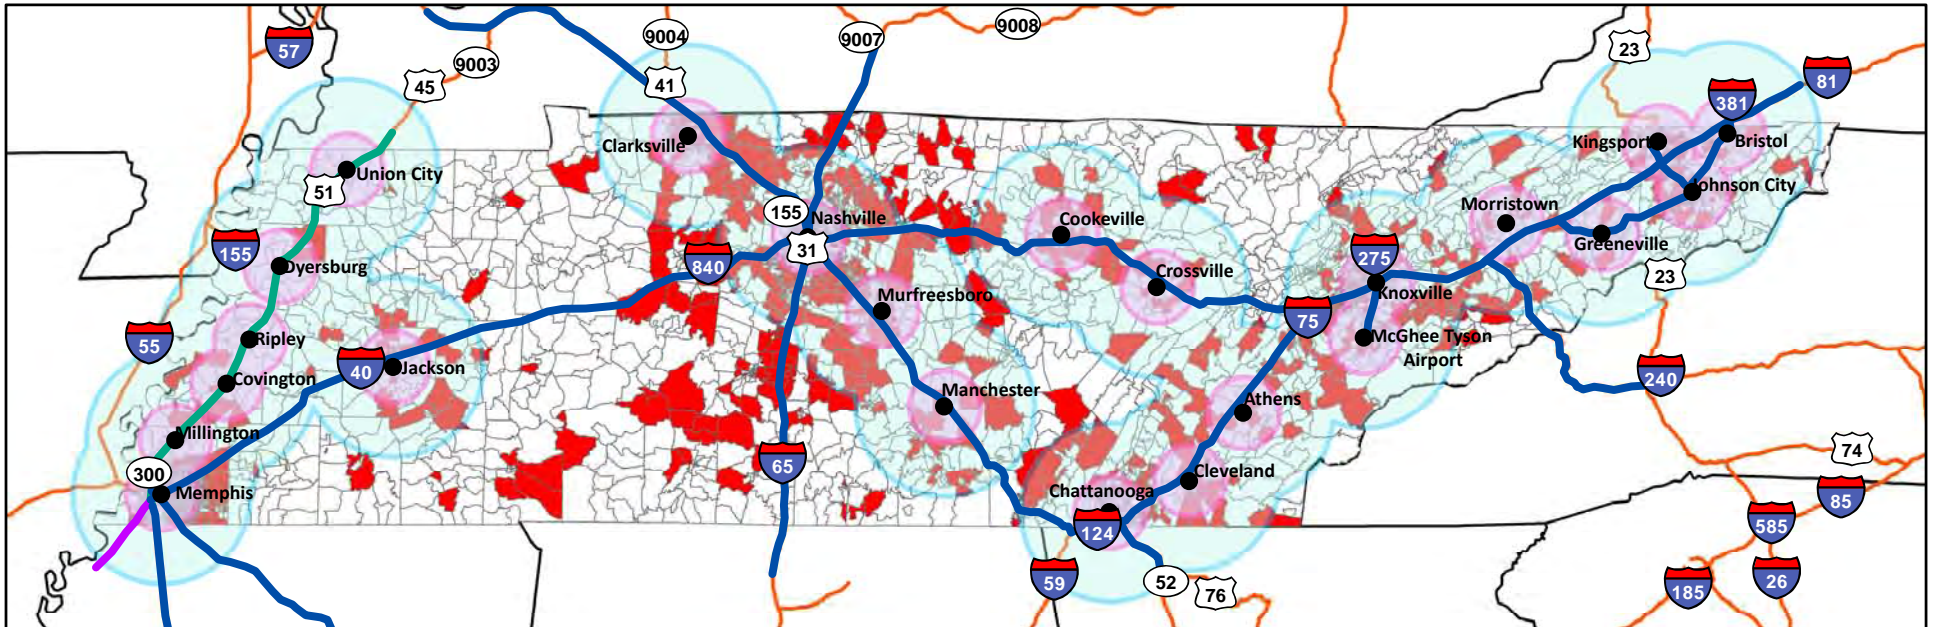 57
9003
45
9004
41
9007
9008
23
381
81
Clarksville
Kingsport
Bristol
Union City
51
Johnson City
155
Nashville
Cookeville
Morristown
155
31
Greeneville
Dyersburg
840
275
23
Crossville
Knoxville
Murfreesboro
75
55
Ripley
McGhee Tyson
Airport
40
Jackson
Covington
240
Manchester
Athens
Millington
74
65
300
Memphis
Cleveland
Chattanooga
85
124
585
59
52
76
185
26